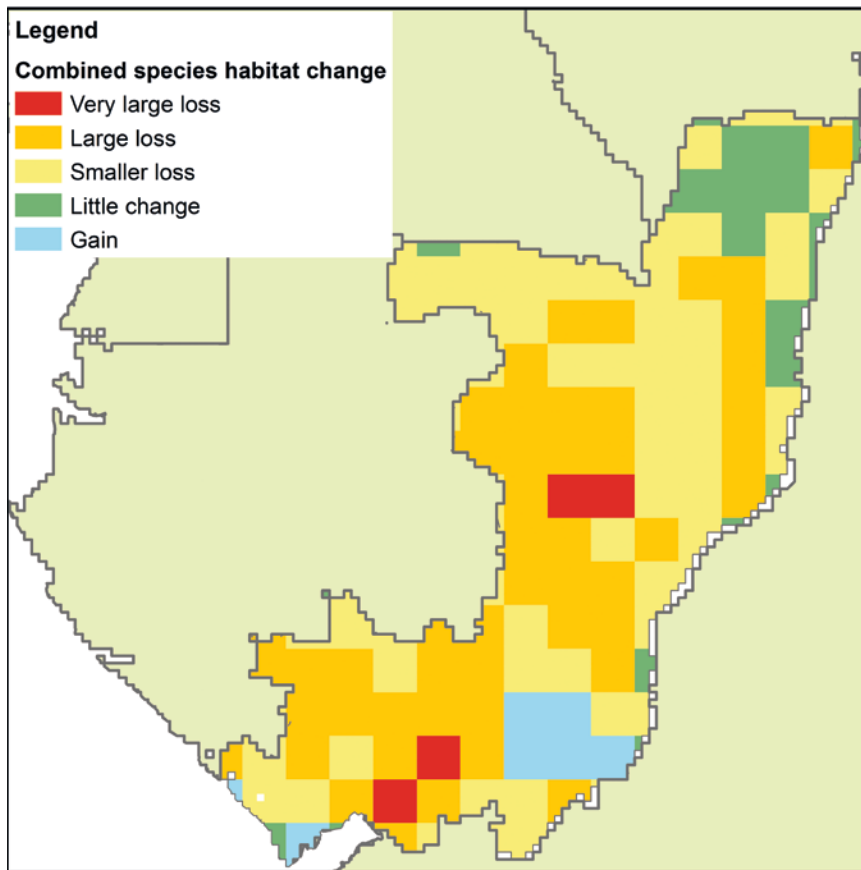 Legend
Combined species habitat change
Very large loss
Large loss
Smaller loss
Little change
Gain